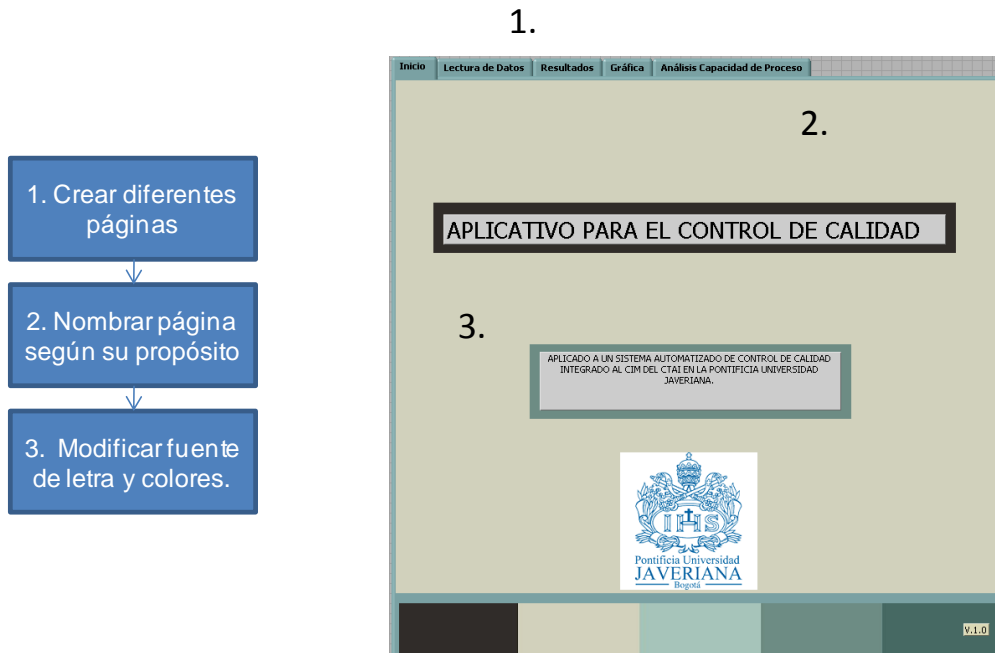 1.
Inicio Lectura de Datos Resultados Gráfica Análisis Capacidad de Proceso
2.
1. Crear diferentes
páginas
2. Nombrar página
según su propósito
3. Modificar fuente
de letra y colores.
APLICATIVO PARA EL CONTROL DE CALIDAD
3.
APLICADO A UN SISTEMA AUTOMATIZADO DE CONTROL DE CALIDAD
INTEGRADO AL CIM DEL CTAI EN LA PONTIFICIA UNIVERSIDAD
JAVERIANA.
IHS
Pontificia Universidad
JAVERIANA
Bogotá
V.1.0